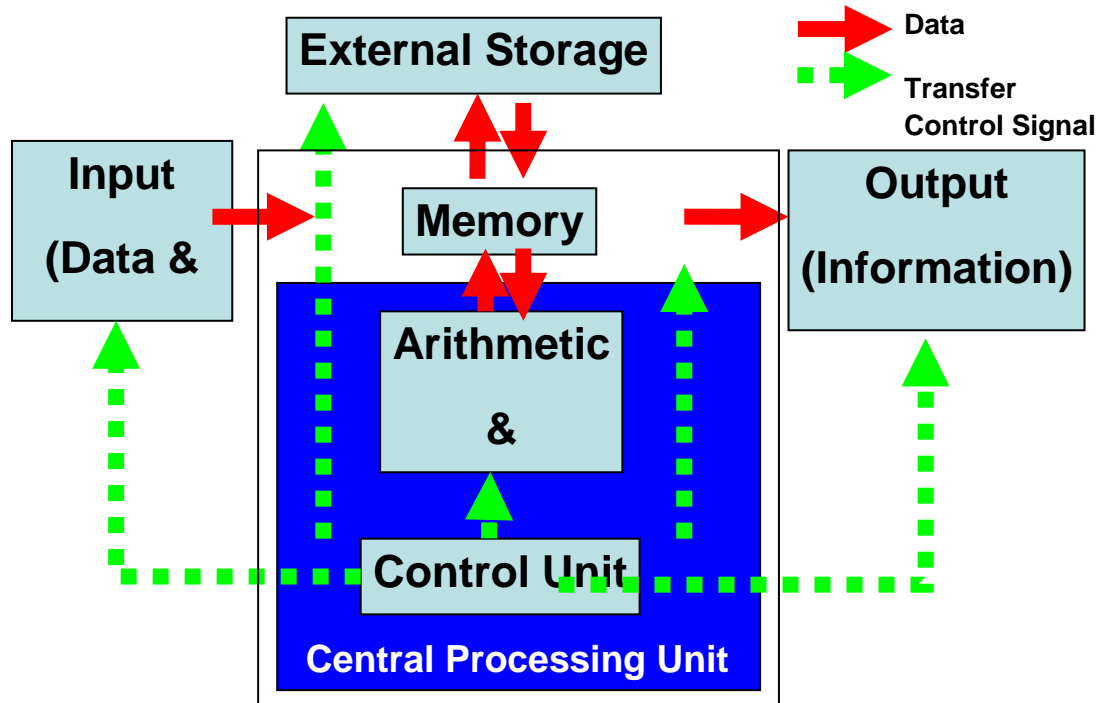 External Storage
Data
Transfer
Control Signal
Input
(Data &
Memory
Output
(Information)
Arithmetic
&
Control Unit
Central Processing Unit